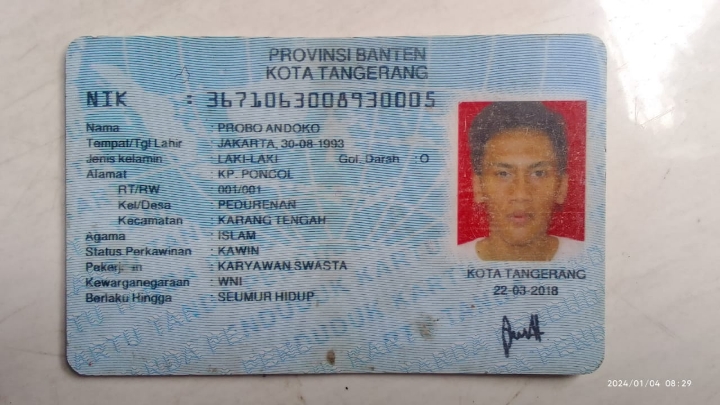 PROVINSI BANTEN
KOTA TANGERANG
NIK : 3671063008930005
Nama : PROBO ANDOKO
Tempat/Tgl Lahir : JAKARTA, 30-08-1993
Jenis kelamin : LAKI-LAKI Gol. Darah : O
Alamat : KP. PONCOL
RT/RW : 001/001
Kel/Desa : PEDURENAN
Kecamatan : KARANG TENGAH
Agama : ISLAM
Status Perkawinan : KAWIN
Pekerjaan : KARYAWAN SWASTA
Kewarganegaraan : WNI
Berlaku Hingga : SEUMUR HIDUP
KOTA TANGERANG
22-03-2018
2024/01/04 08:29